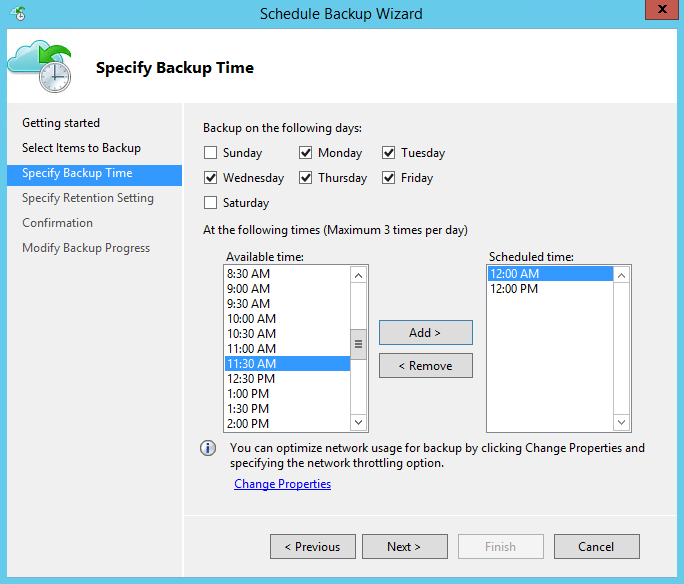 Schedule Backup Wizard
x
Specify Backup Time
Getting started
Select Items to Backup
Specify Backup Time
Specify Retention Setting
Confirmation
Modify Backup Progress
Backup on the following days:
Sunday Monday Tuesday
Wednesday Thursday Friday
Saturday
At the following times (Maximum 3 times per day)
Available time:
8:30 AM
9:00 AM
9:30 AM
10:00 AM
10:30 AM
11:00 AM
11:30 AM
12:30 PM
1:00 PM
1:30 PM
2:00 PM
Add >
< Remove
Scheduled time:
12:00 AM
12:00 PM
You can optimize network usage for backup by clicking Change Properties and
specifying the network throttling option.
Change Properties
< Previous Next > Finish Cancel